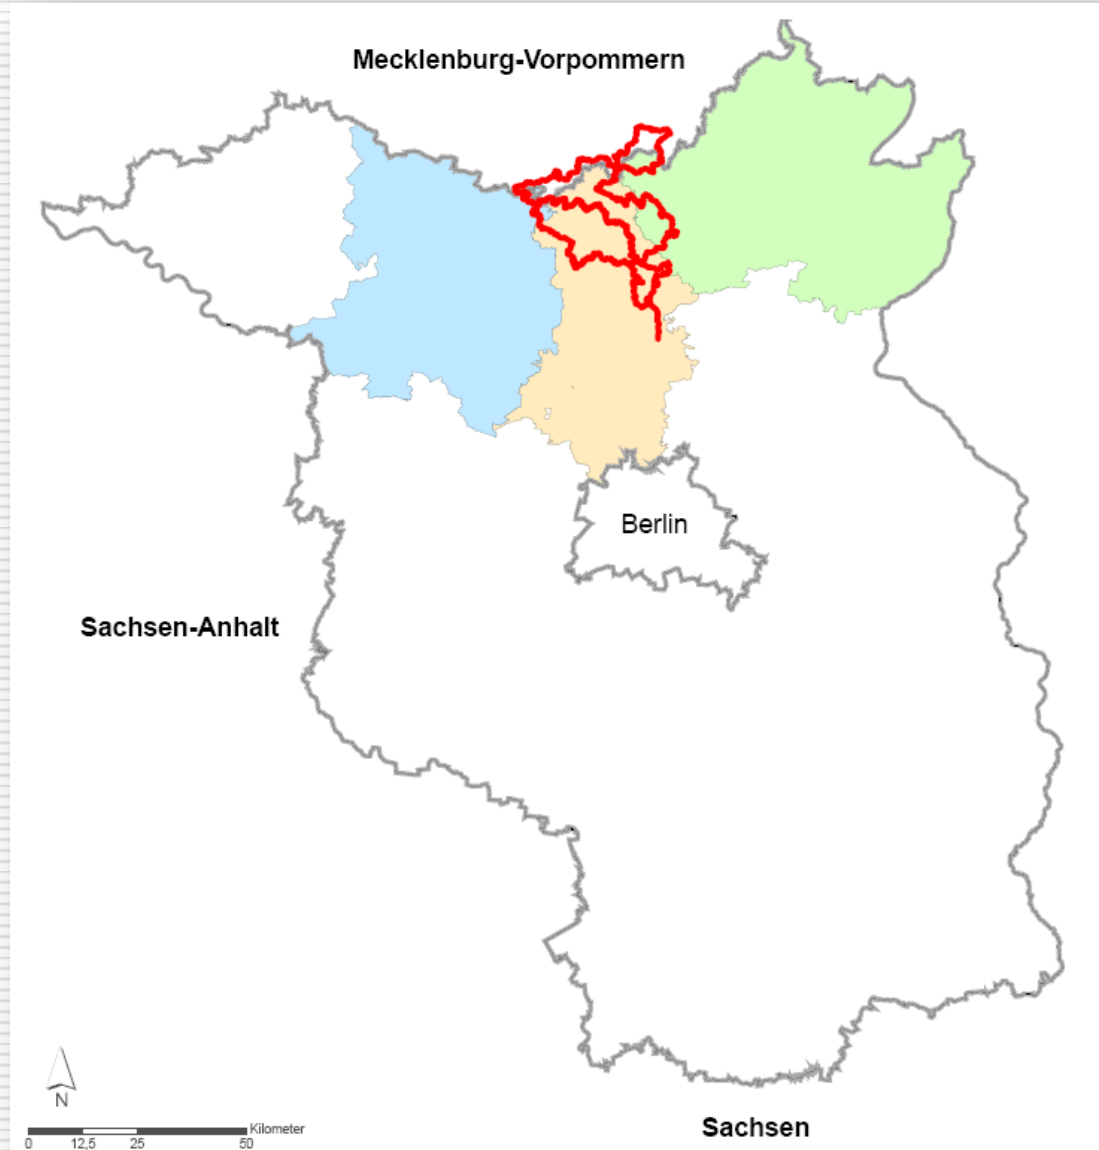 Mecklenburg-Vorpommern
Berlin
Sachsen-Anhalt
N
Kilometer
0 12,5 25 50
Sachsen